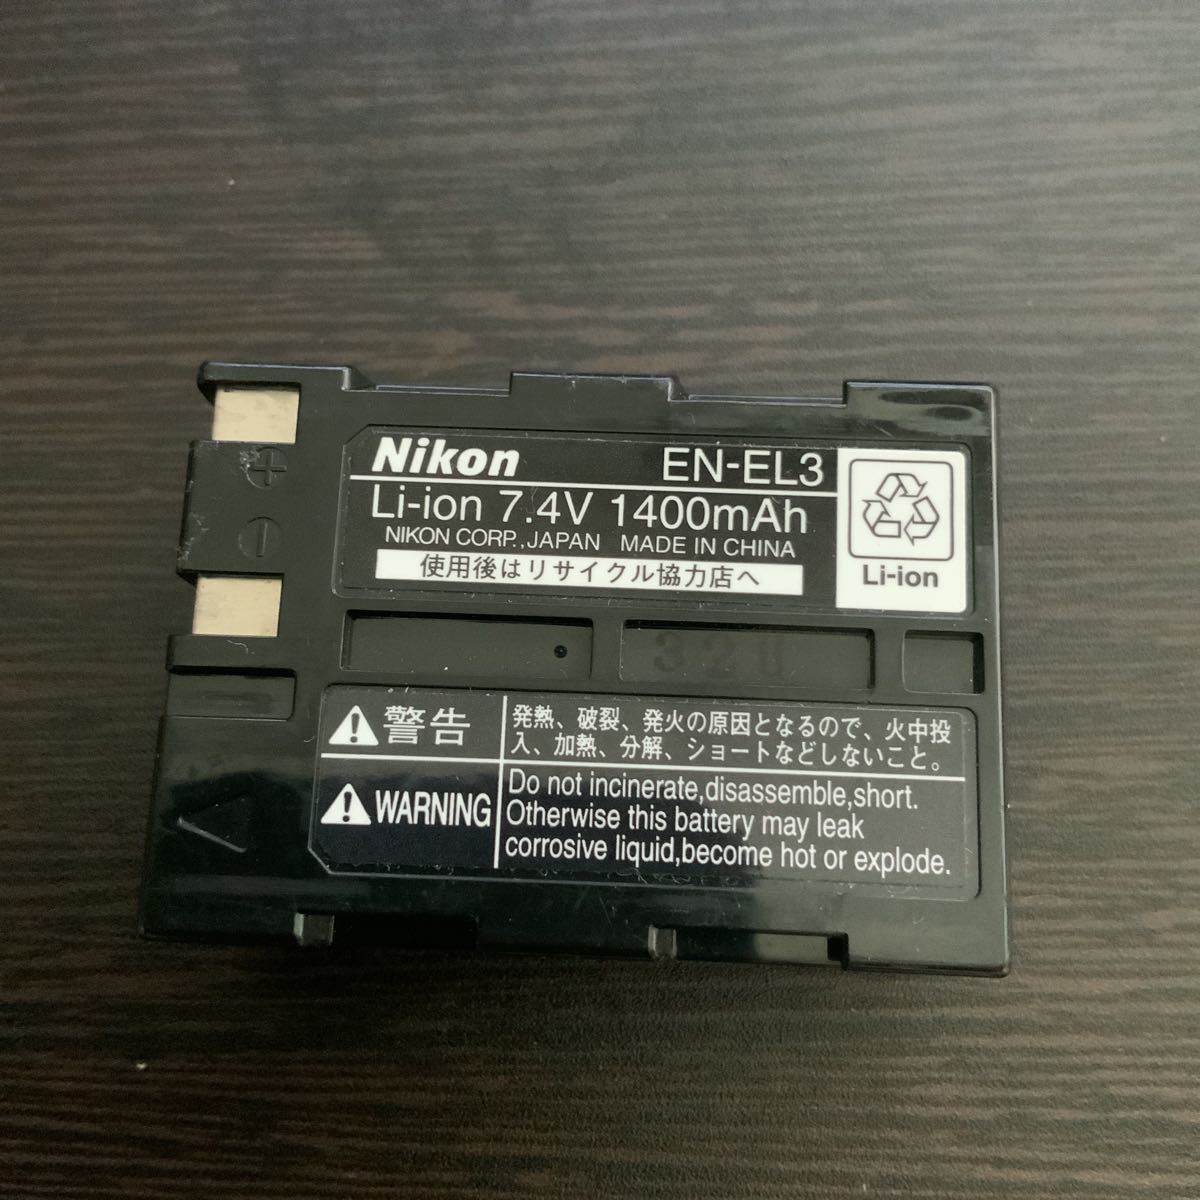 Nikon EN-EL3
Li-ion 7.4V 1400mAh
NIKON CORP.,JAPAN MADE IN CHINA
使用後はリサイクル協力店へ
Li-ion
警告
発熱、破裂、発火の原因となるので、火中投
入、加熱、分解、ショートなどしないこと。
WARNING
Do not incinerate,disassemble,short.
Otherwise this battery may leak
corrosive liquid,become hot or explode.